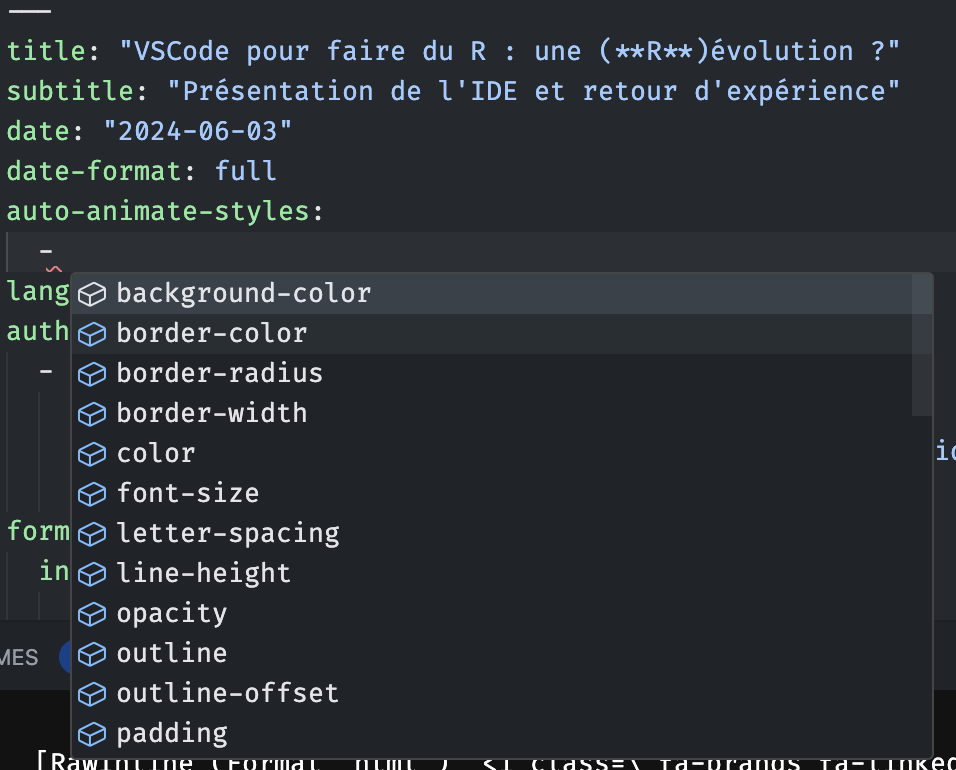 ---
title: "VSCode pour faire du R : une (**R**)évolution ?"
subtitle: "Présentation de l'IDE et retour d'expérience"
date: "2024-06-03"
date-format: full
auto-animate-styles:
-
lang
background-color
auth
border-color
-
border-radius
border-width
color
font-size
form
letter-spacing
in
line-height
opacity
outline
outline-offset
padding